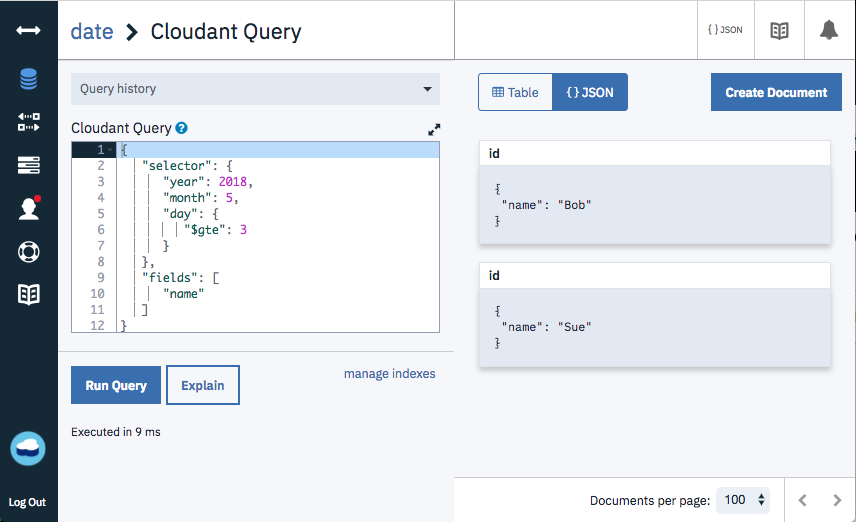 date > Cloudant Query
{ } JSON
Query history
Cloudant Query ?
1 {
2 "selector": {
3 "year": 2018,
4 "month": 5,
5 "day": {
6 "$gte": 3
7 }
8 },
9 "fields": [
10 "name"
11 ]
12 }
Run Query
Explain
manage indexes
Executed in 9 ms
Table
{ } JSON
Create Document
id
{
"name": "Bob"
}
id
{
"name": "Sue"
}
Documents per page: 100
Log Out